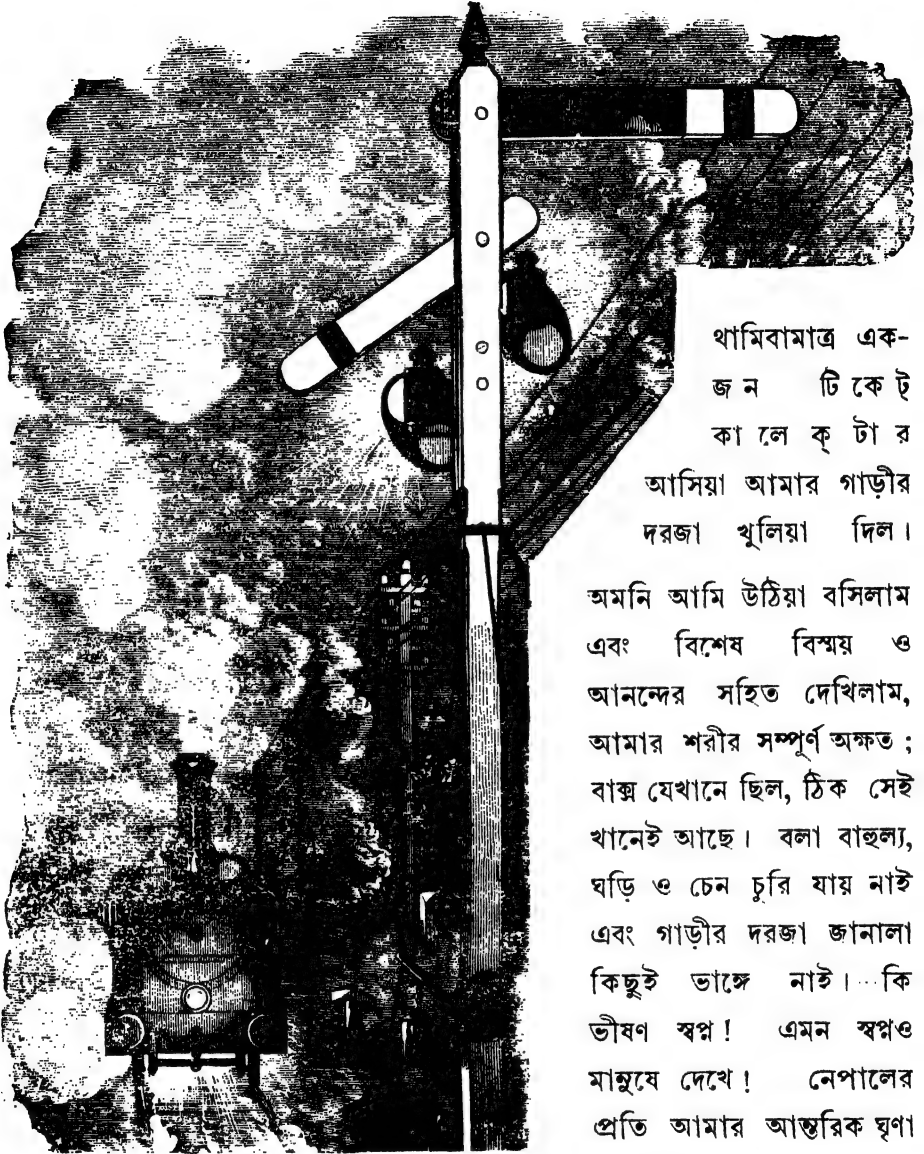 থামিবামাত্র এক-
জন টিকেট্
কালেক্টার
আসিয়া আমার গাড়ীর
দরজা খুলিয়া দিল।
অমনি আমি উঠিয়া বসিলাম
এবং বিশেষ বিস্ময় ও
আনন্দের সহিত দেখিলাম,
আমার শরীর সম্পূর্ণ অক্ষত;
বাক্স যেখানে ছিল, ঠিক সেই
খানেই আছে। বলা বাহুল্য,
ঘড়ি ও চেন চুরি যায় নাই
এবং গাড়ীর দরজা জানালা
কিছুই ভাঙ্গে নাই।...কি
ভীষণ স্বপ্ন! এমন স্বপ্নও
মানুষে দেখে! নেপালের
প্রতি আমার আন্তরিক ঘৃণা